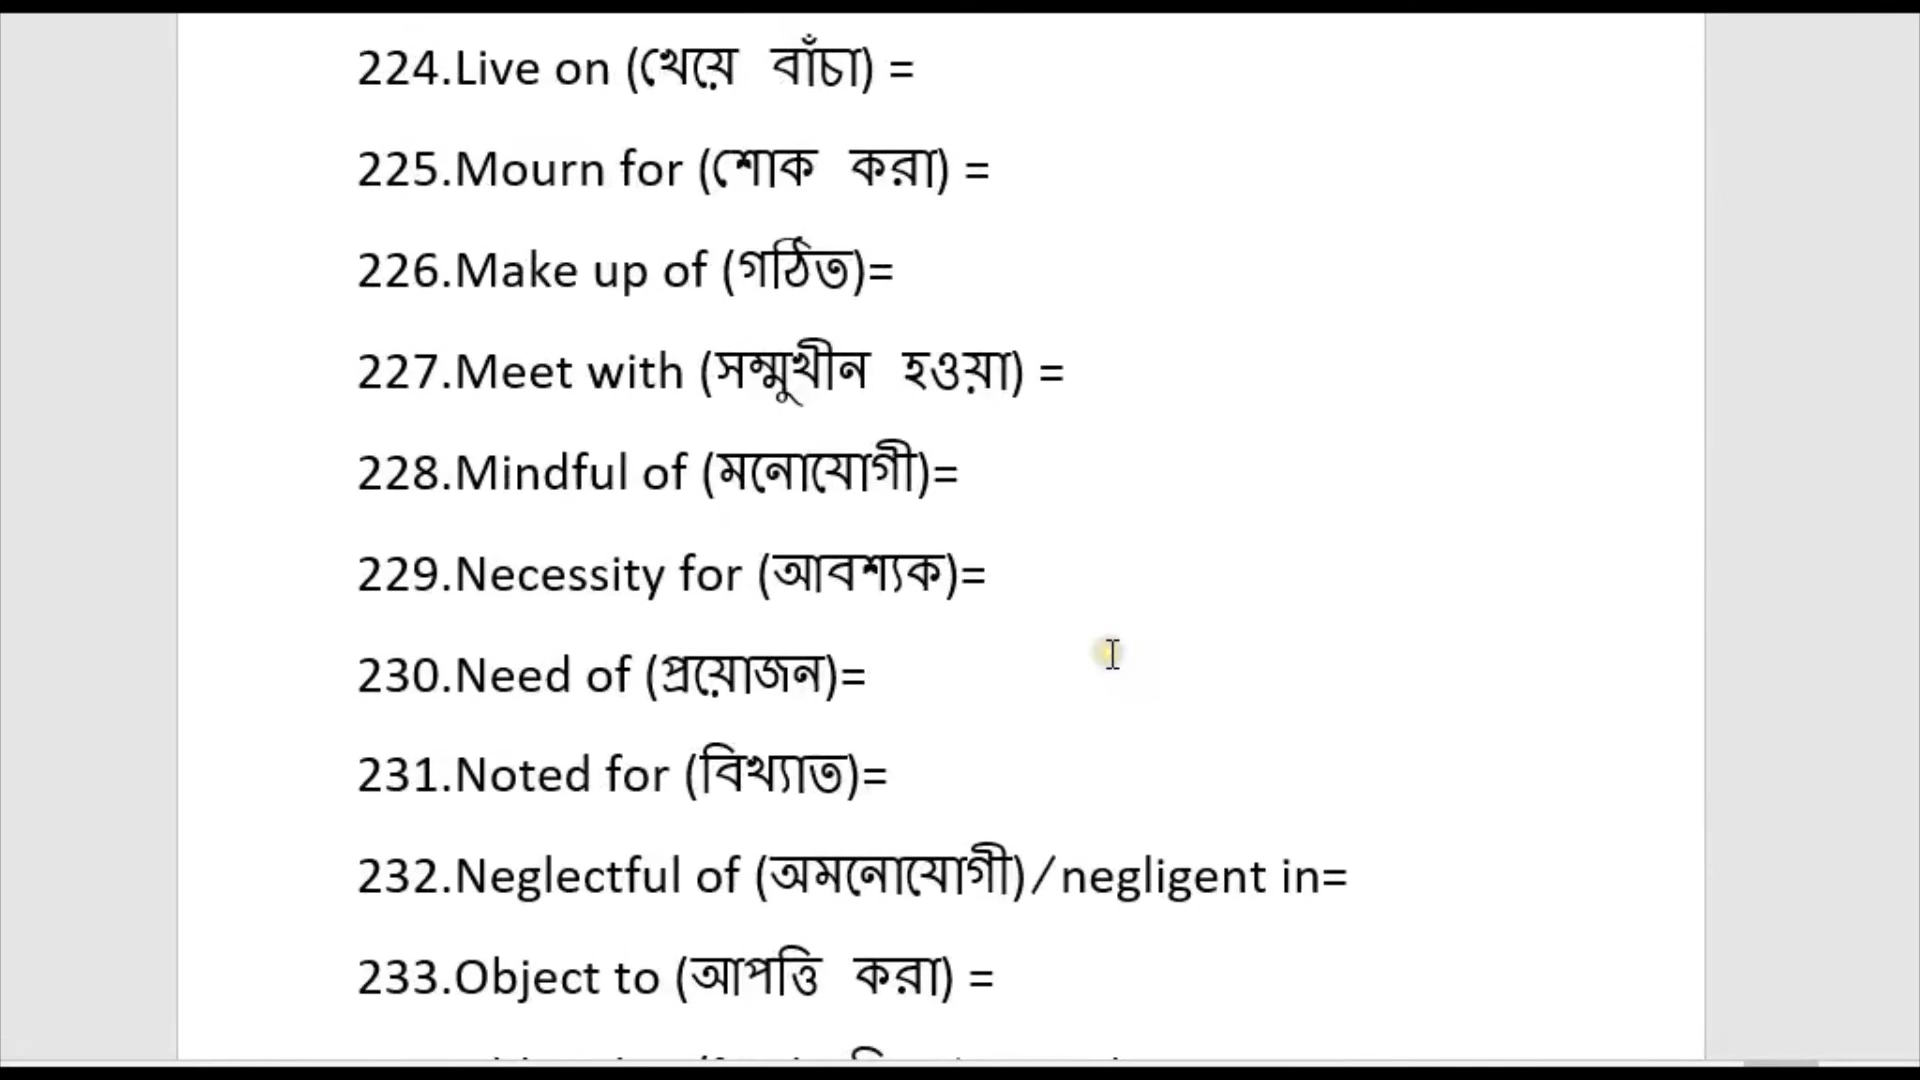 224.Live on (খেয়ে বাঁচা) =
225.Mourn for (শোক করা) =
226.Make up of (গঠিত)=
227.Meet with (সম্মুখীন হওয়া) =
228.Mindful of (মনোযোগী)=
229.Necessity for (আবশ্যক)=
230.Need of (প্রয়োজন)=
231.Noted for (বিখ্যাত)=
232.Neglectful of (অমনোযোগী)/negligent in=
233.Object to (আপত্তি করা) =